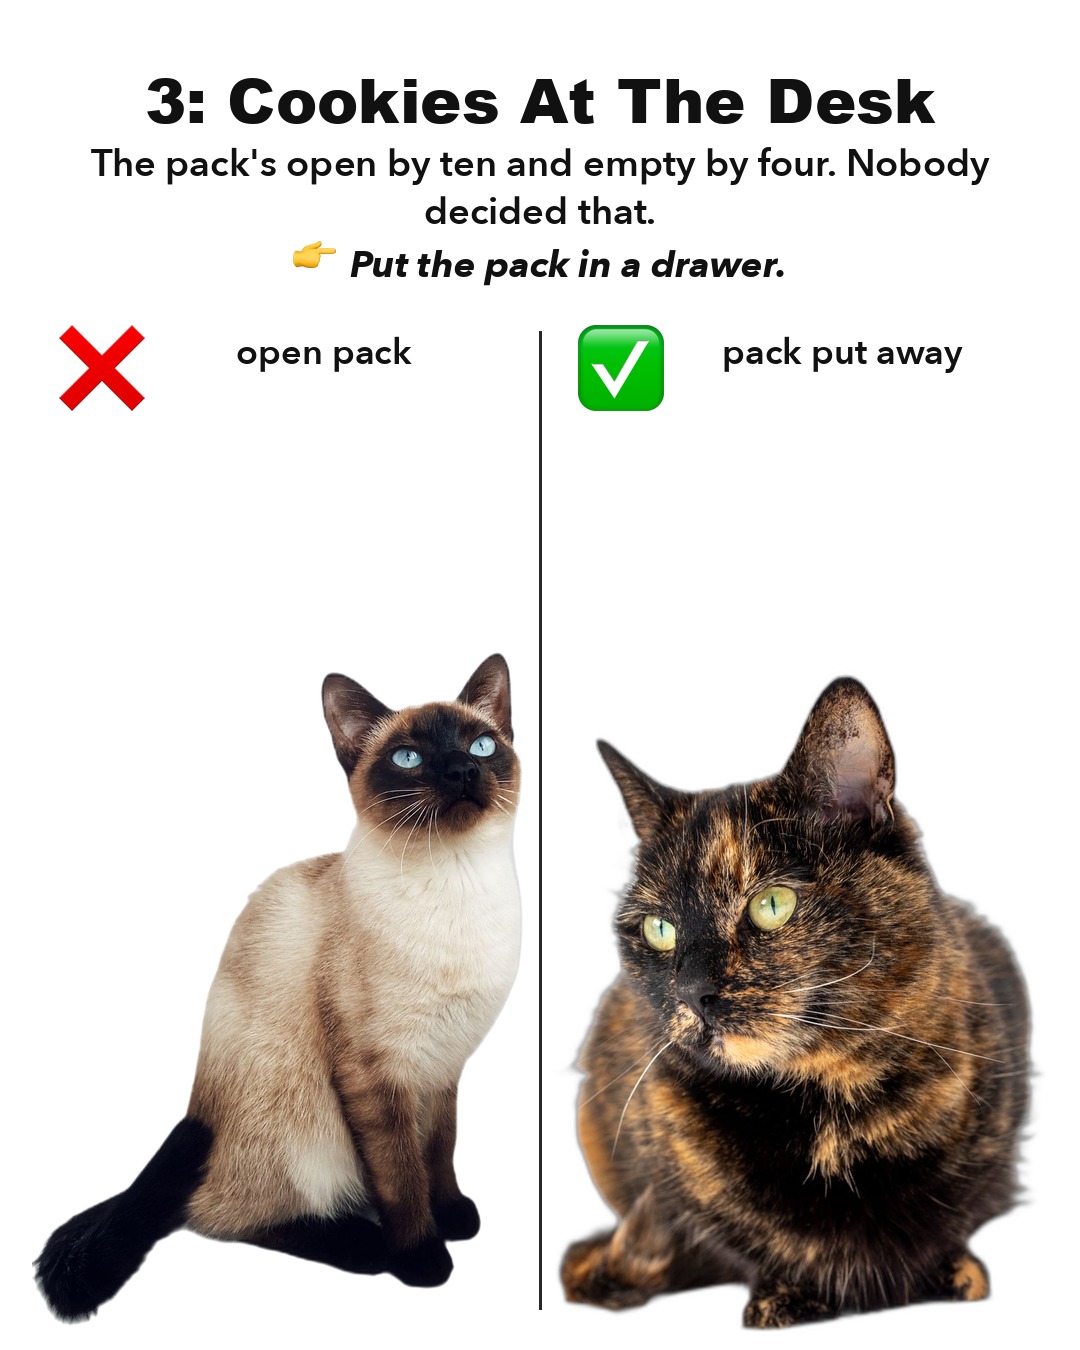 3: Cookies At The Desk
The pack's open by ten and empty by four. Nobody
decided that.
👉 Put the pack in a drawer.
❌ open pack
✅ pack put away